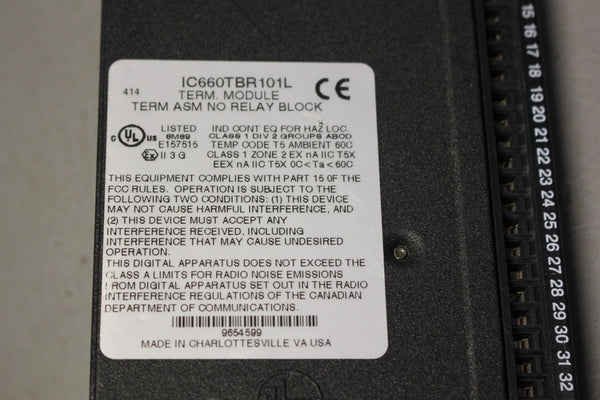 IC660TBR101L
414
TERM. MODULE
TERM ASM NO RELAY BLOCK
CE
c UL us
LISTED
6M89
E157515
Ex II 3 G
IND CONT EQ FOR HAZ LOC
CLASS 1 DIV 2 GROUPS ABCD
TEMP CODE T5 AMBIENT 60C
CLASS 1 ZONE 2 EX nA IIC T5X
EEX nA IIC T5X 0C<Ta<60C
THIS EQUIPMENT COMPLIES WITH PART 15 OF THE
FCC RULES. OPERATION IS SUBJECT TO THE
FOLLOWING TWO CONDITIONS: (1) THIS DEVICE
MAY NOT CAUSE HARMFUL INTERFERENCE, AND
(2) THIS DEVICE MUST ACCEPT ANY
INTERFERENCE RECEIVED, INCLUDING
INTERFERENCE THAT MAY CAUSE UNDESIRED
OPERATION.
THIS DIGITAL APPARATUS DOES NOT EXCEED THE
CLASS A LIMITS FOR RADIO NOISE EMISSIONS
FROM DIGITAL APPARATUS SET OUT IN THE RADIO
INTERFERENCE REGULATIONS OF THE CANADIAN
DEPARTMENT OF COMMUNICATIONS.
9654599
MADE IN CHARLOTTESVILLE VA USA
15
16
17
18
19
20
21
22
23
24
25
26
27
28
29
30
31
32